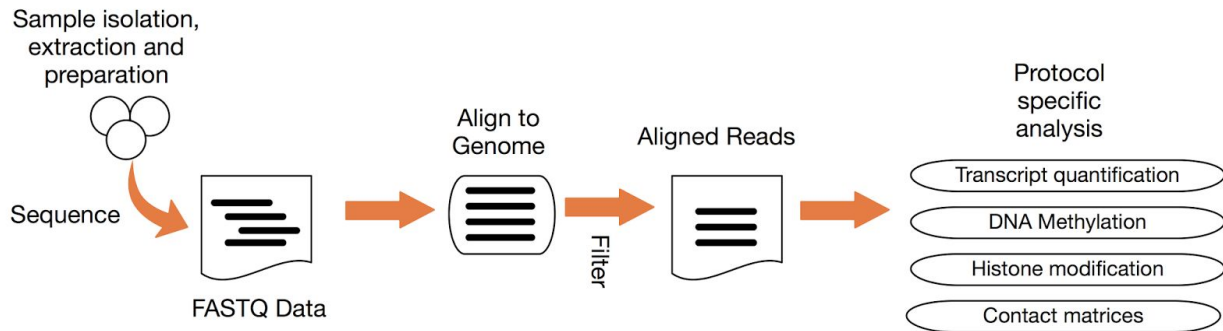 Sample isolation,
extraction and
preparation
Sequence
FASTQ Data
Align to
Genome
Filter
Aligned Reads
Protocol
specific
analysis
Transcript quantification
DNA Methylation
Histone modification
Contact matrices